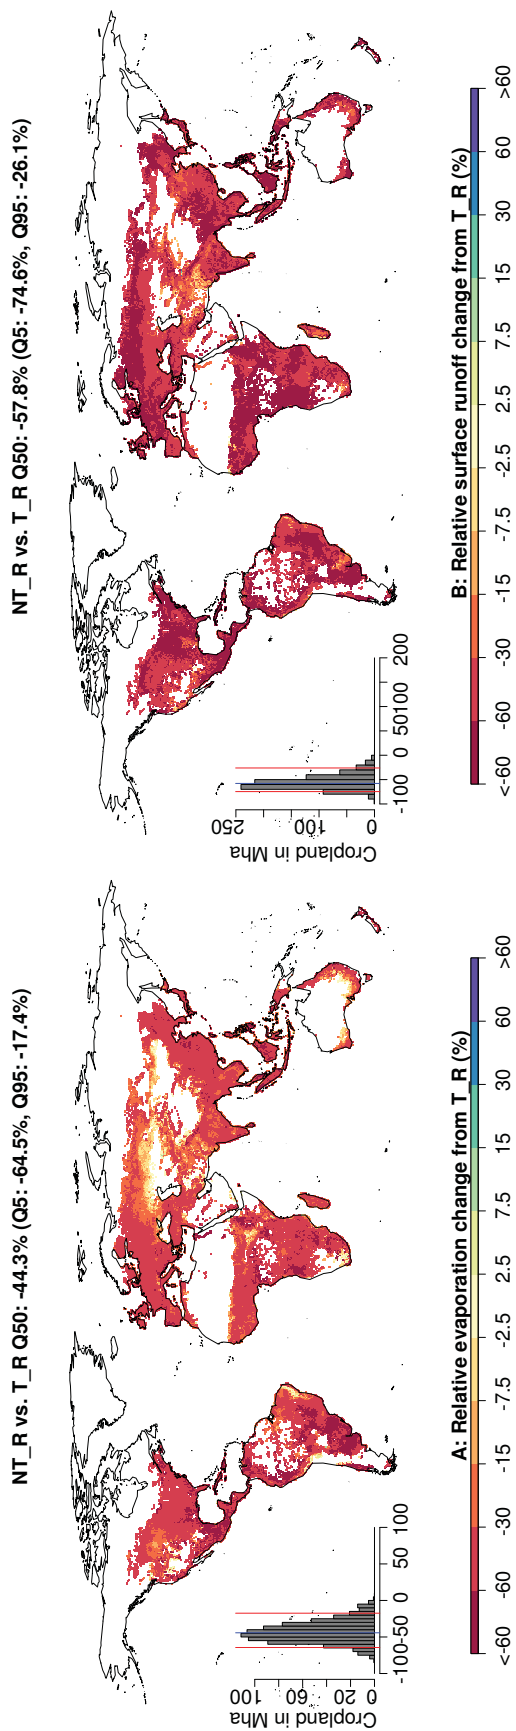 NT_R vs. T_R Q50: -44.3% (Q5: -64.5%, Q95: -17.4%)
Cropland in Mha
0 20 60 100
-100 -50 0 50 100
A: Relative evaporation change from T_R (%)
<-60 -60 -30 -15 -7.5 -2.5 2.5 7.5 15 30 60 >60
NT_R vs. T_R Q50: -57.8% (Q5: -74.6%, Q95: -26.1%)
Cropland in Mha
0 100 250
-100 0 50 100 200
B: Relative surface runoff change from T_R (%)
<-60 -60 -30 -15 -7.5 -2.5 2.5 7.5 15 30 60 >60